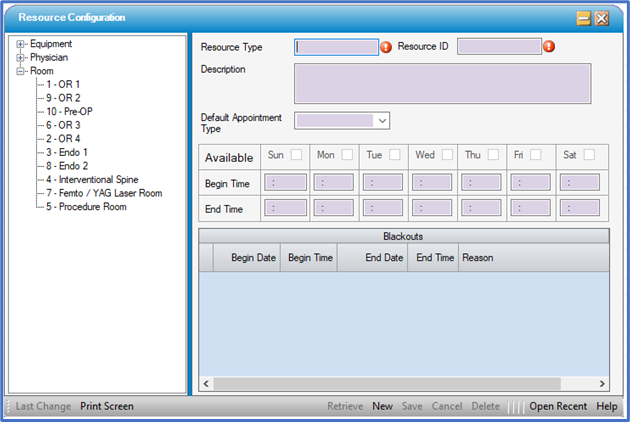 Resource Configuration
Equipment
Physician
Room
1 - OR 1
9 - OR 2
10 - Pre-OP
6 - OR 3
2 - OR 4
3 - Endo 1
8 - Endo 2
4 - Interventional Spine
7 - Femto / YAG Laser Room
5 - Procedure Room
Resource Type Resource ID
Description
Default Appointment
Type
Available Sun Mon Tue Wed Thu Fri Sat
Begin Time : : : : : : :
End Time : : : : : : :
Blackouts
Begin Date Begin Time End Date End Time Reason
Last Change Print Screen Retrieve New Save Cancel Delete Open Recent Help